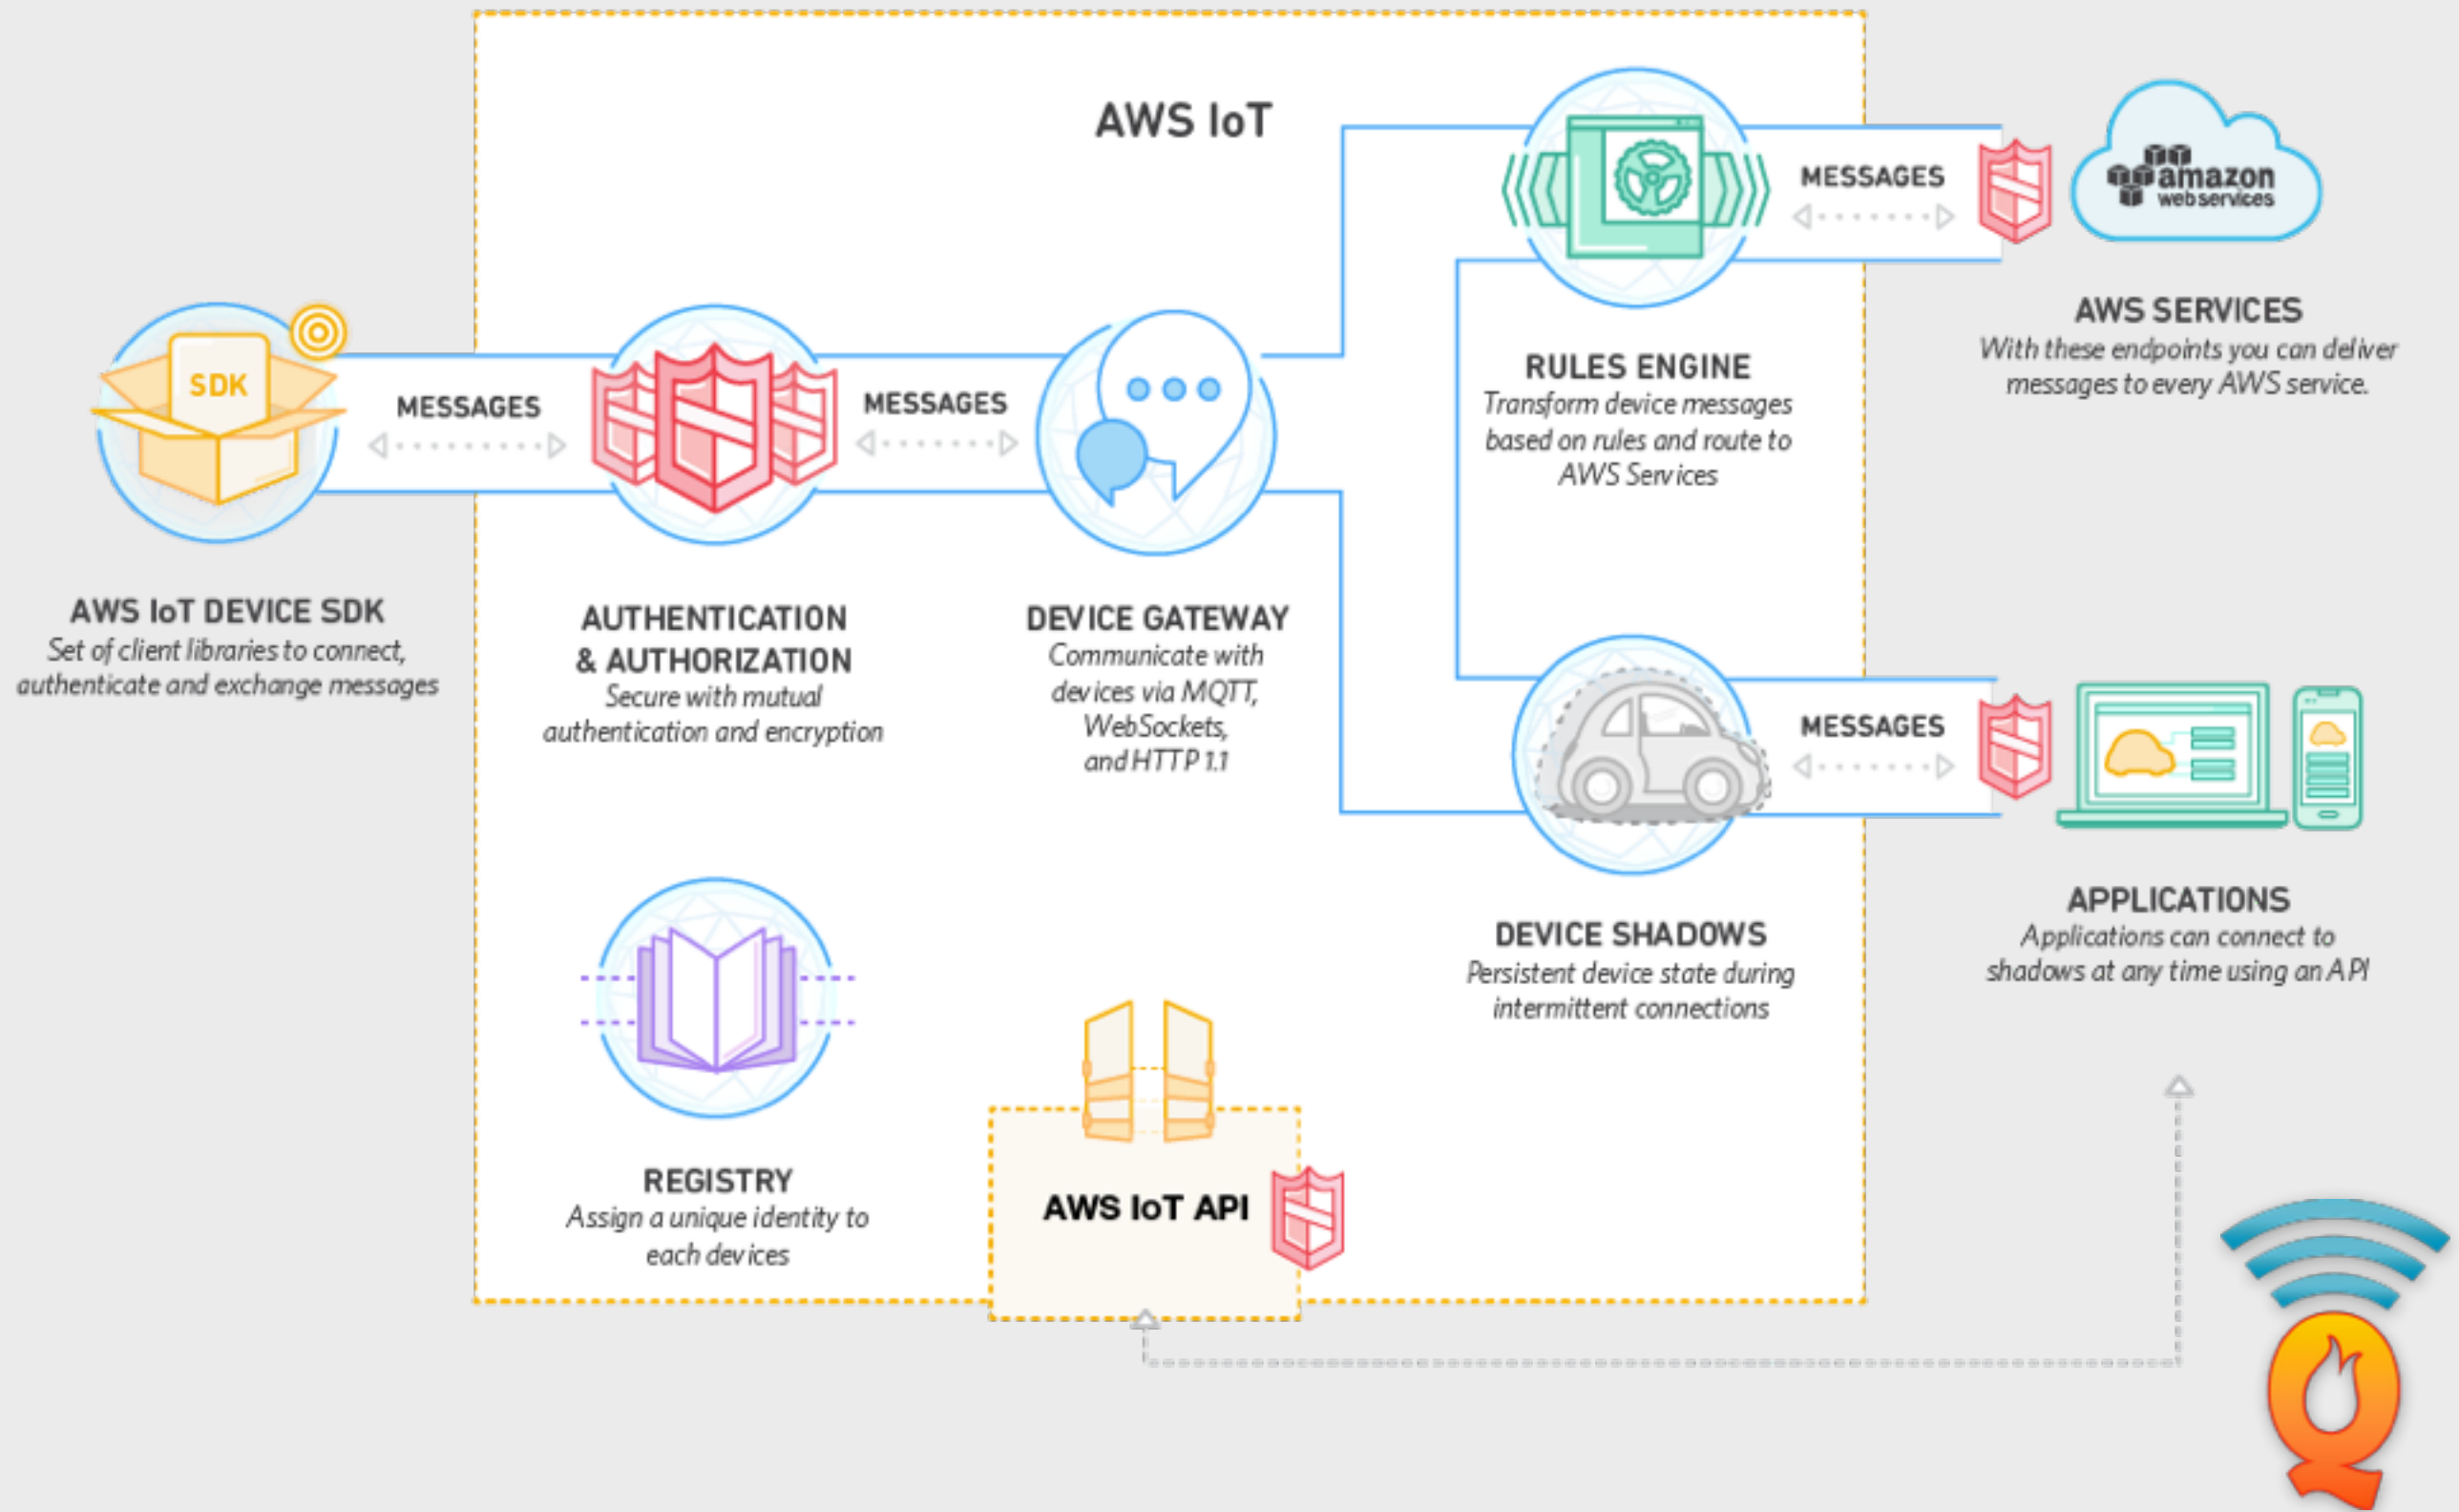 AWS IoT
SDK
MESSAGES
MESSAGES
MESSAGES
amazon
webservices
AWS SERVICES
With these endpoints you can deliver
messages to every AWS service.
RULES ENGINE
Transform device messages
based on rules and route to
AWS Services
AWS IoT DEVICE SDK
Set of client libraries to connect,
authenticate and exchange messages
AUTHENTICATION
& AUTHORIZATION
Secure with mutual
authentication and encryption
DEVICE GATEWAY
Communicate with
devices via MQTT,
WebSockets,
and HTTP 1.1
MESSAGES
DEVICE SHADOWS
Persistent device state during
intermittent connections
APPLICATIONS
Applications can connect to
shadows at any time using an API
REGISTRY
Assign a unique identity to
each devices
AWS IoT API
Q